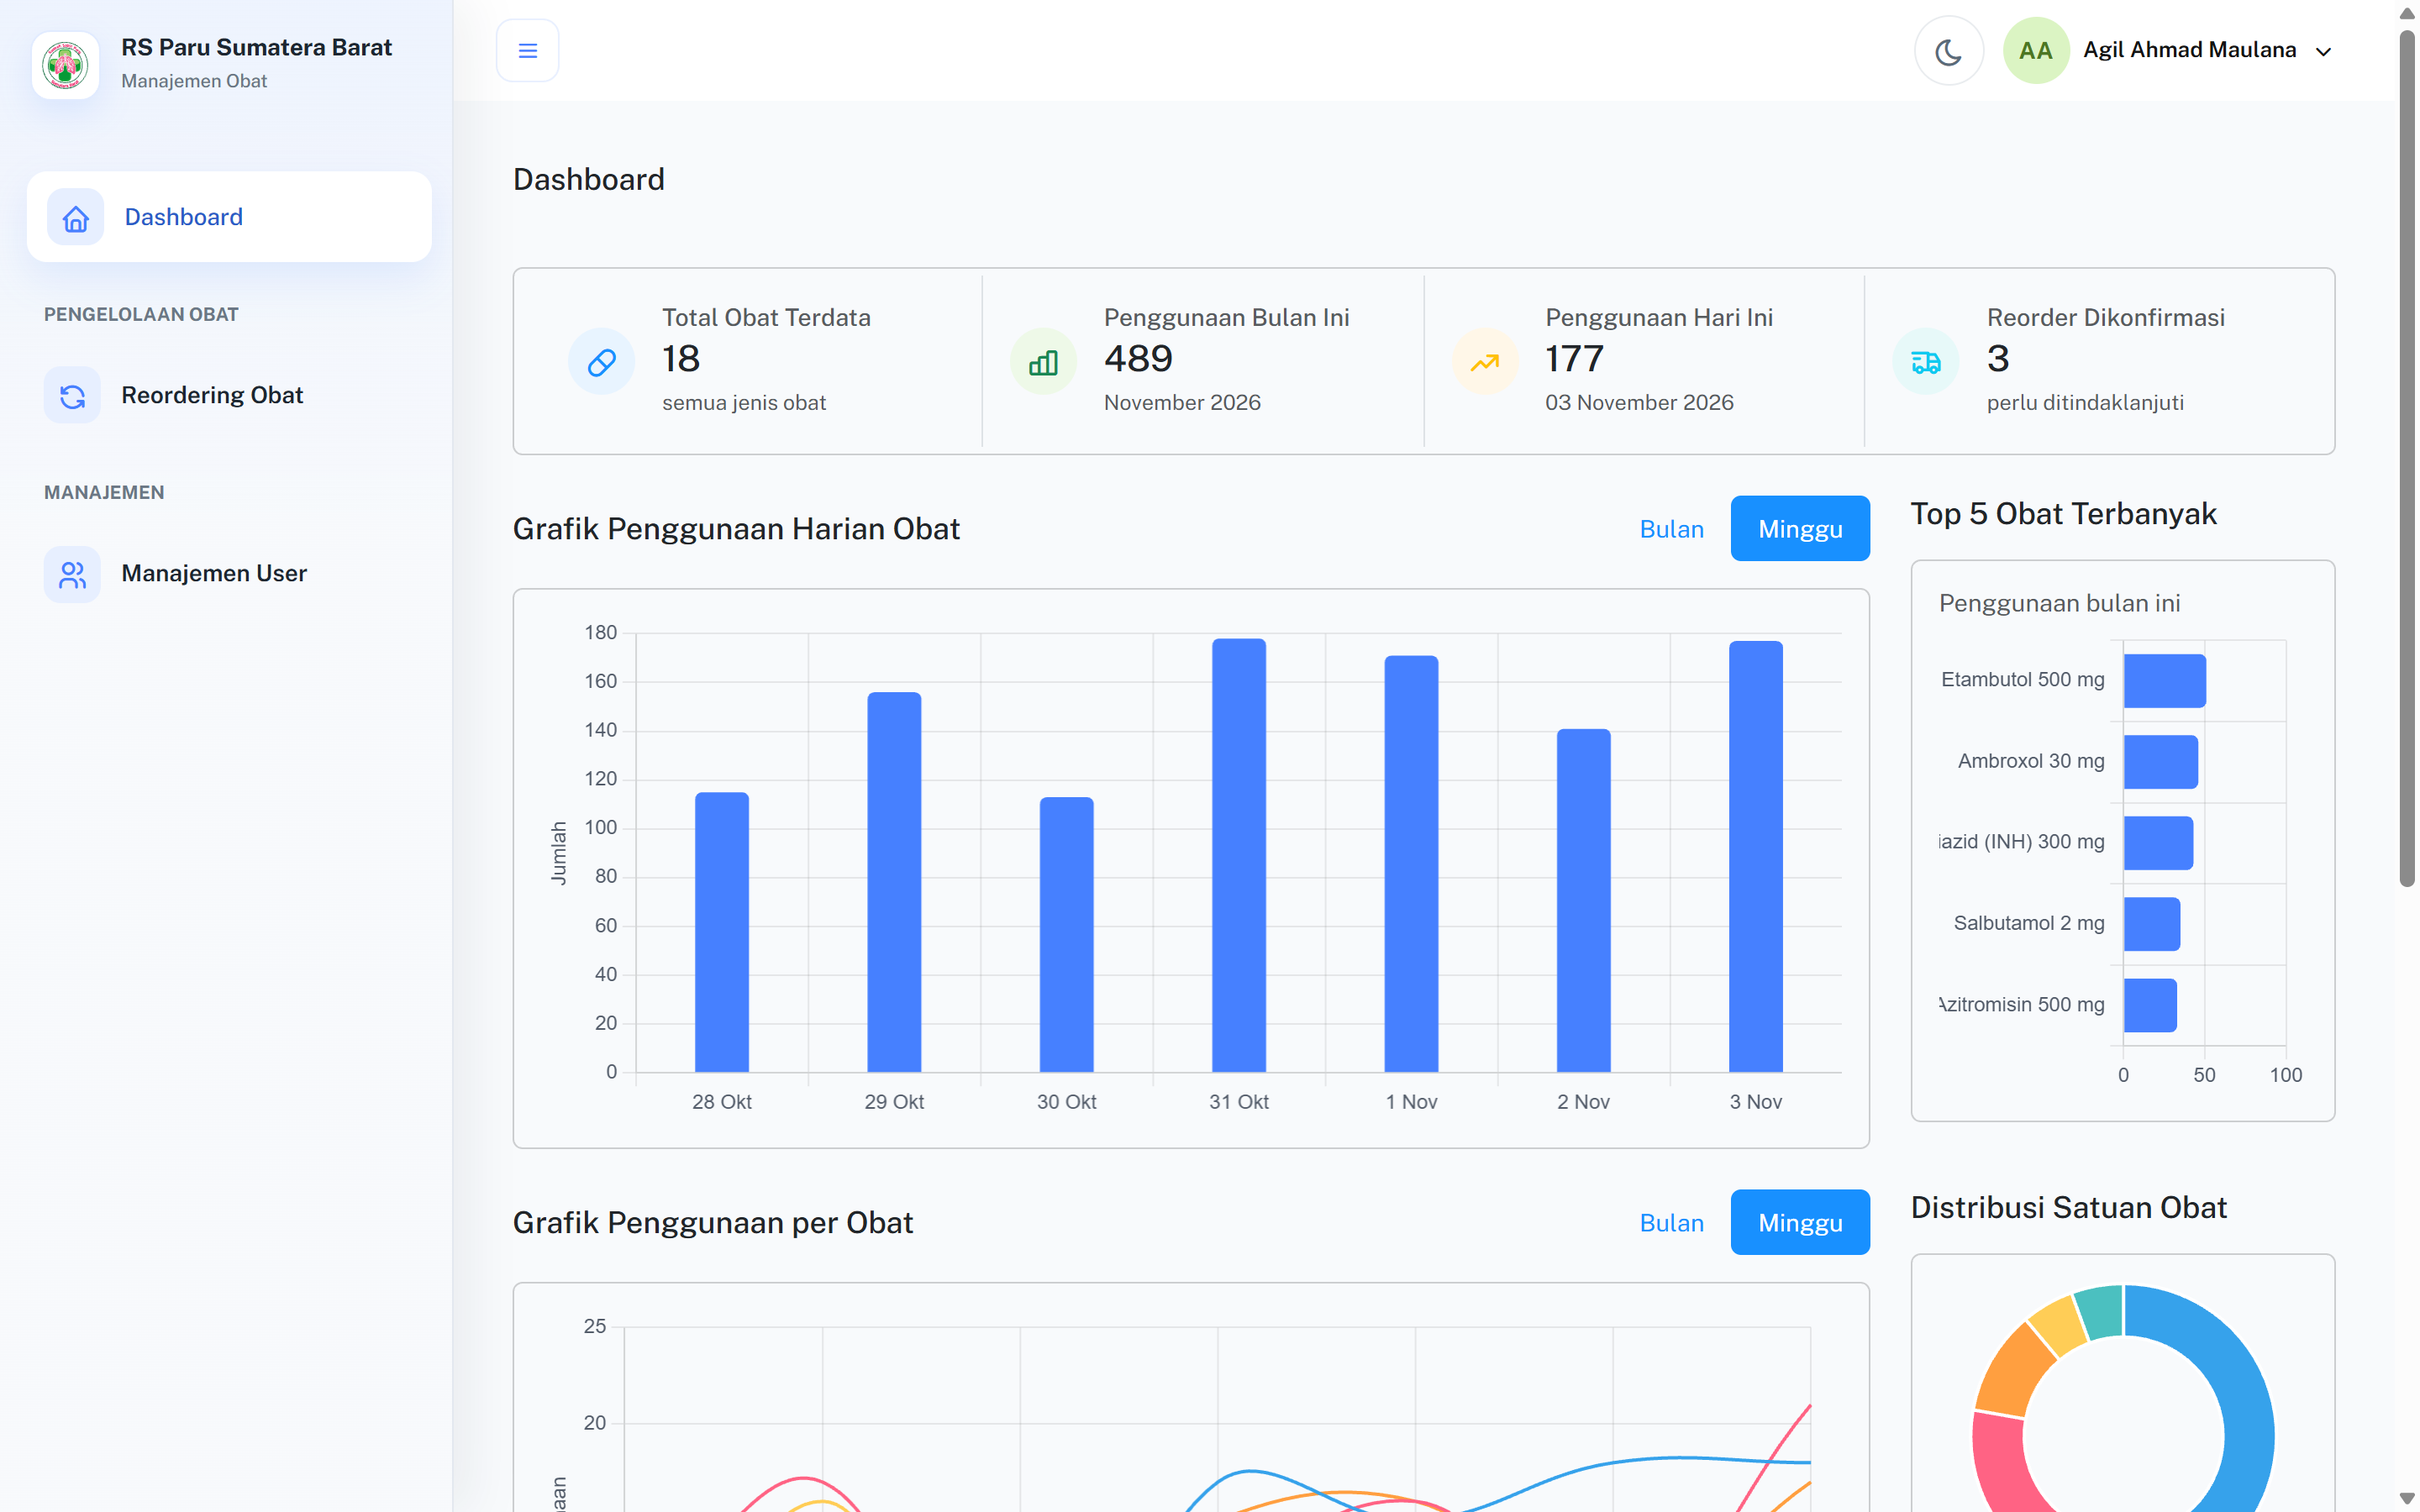 RS Paru Sumatera Barat
Manajemen Obat
Dashboard
PENGELOLAAN OBAT
Reordering Obat
MANAJEMEN
Manajemen User
AA
Agil Ahmad Maulana
Dashboard
Total Obat Terdata
18
semua jenis obat
Penggunaan Bulan Ini
489
November 2026
Penggunaan Hari Ini
177
03 November 2026
Reorder Dikonfirmasi
3
perlu ditindaklanjuti
Grafik Penggunaan Harian Obat
Bulan
Minggu
Jumlah
180
160
140
120
100
80
60
40
20
0
28 Okt
29 Okt
30 Okt
31 Okt
1 Nov
2 Nov
3 Nov
Top 5 Obat Terbanyak
Penggunaan bulan ini
Etambutol 500 mg
Ambroxol 30 mg
iazid (INH) 300 mg
Salbutamol 2 mg
Azitromisin 500 mg
0
50
100
Grafik Penggunaan per Obat
Bulan
Minggu
25
20
aan
Distribusi Satuan Obat